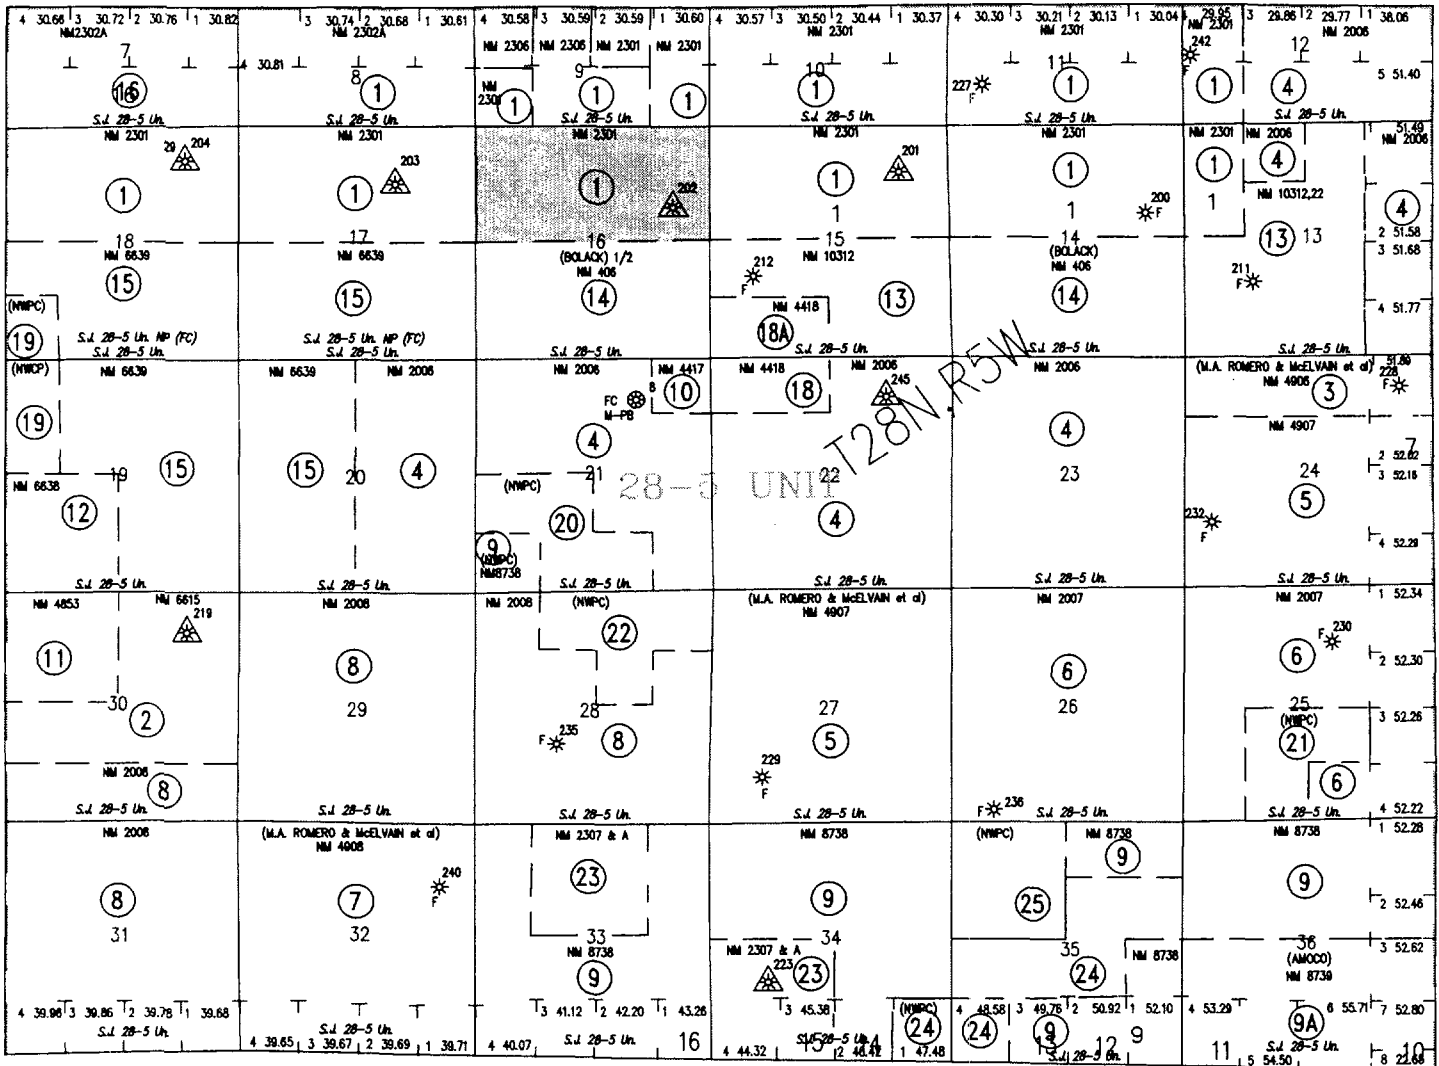 4 30.66 3 30.72 2 30.76 1 30.82
NM2302A
7
16
S.J. 28-5 Un.
3 30.74 2 30.68 1 30.61
NM 2302A
4 30.81
8
1
S.J. 28-5 Un.
4 30.58 3 30.59 2 30.59 1 30.60
NM 2306 NM 2306 NM 2301 NM 2301
NM 2301
9
1 1 1
S.J. 28-5 Un.
4 30.57 3 30.50 2 30.44 1 30.37
NM 2301
10
1
S.J. 28-5 Un.
4 30.30 3 30.21 2 30.13 1 30.04
NM 2301
11
227 F
1
S.J. 28-5 Un.
4 29.95 3 29.86 2 29.77 1 38.06
NM 2301
NM 2006
242
F
12
5 51.40
1 4
S.J. 28-5 Un.
NM 2301
29 204
1
18
NM 6639
15
(NWPC)
19
S.J. 28-5 Un. NP (FC)
S.J. 28-5 Un.
NM 2301
203
1
17
NM 6639
15
S.J. 28-5 Un. NP (FC)
S.J. 28-5 Un.
NM 2301
1
202
16
(BOLACK) 1/2
NM 406
14
S.J. 28-5 Un.
NM 2301
201
1
1
15
NM 10312
212
F
13
NM 4418
18A
S.J. 28-5 Un.
NM 2301
1
1
200
F
14
(BOLACK)
NM 406
14
S.J. 28-5 Un.
NM 2301 NM 2006
1 51.49
NM 2006
1 4
NM 10312,22
1
4
13 13
2 51.58
3 51.68
211
F
4 51.77
(NWCP)
NM 6639
19
19
15
NM 6638
12
S.J. 28-5 Un.
NM 6639 NM 2006
15 20 4
NM 2006 NM 4417
8
10
FC
M-PB
4
21
(NWPC)
20
9
(NWPC)
NM8738
S.J. 28-5 Un.
NM 4418 NM 2006
18
245
22
4
S.J. 28-5 Un.
28-5 UNIT
T28N,R5W
NM 2006
4
23
S.J. 28-5 Un.
(M.A. ROMERO & McELVAIN et al)
NM 4906
3
51.89
228
F
NM 4907
7
2 52.02
3 52.15
24
5
232
F
4 52.29
S.J. 28-5 Un.
NM 4853 NM 6615
219
11
30
2
NM 2006
8
S.J. 28-5 Un.
NM 2008
8
29
S.J. 28-5 Un.
NM 2008
(NWPC)
22
28
F 235
8
S.J. 28-5 Un.
(M.A. ROMERO & McELVAIN et al)
NM 4907
27
5
229
F
S.J. 28-5 Un.
NM 2007
6
26
F 236
S.J. 28-5 Un.
NM 2007
1 52.34
F 230
6
2 52.30
25
(NWPC)
3 52.26
21
6
4 52.22
S.J. 28-5 Un.
NM 2008
8
31
4 39.96 3 39.86 2 39.78 1 39.68
S.J. 28-5 Un.
(M.A. ROMERO & McELVAIN et al)
NM 4908
240
F
7
32
S.J. 28-5 Un.
4 39.65 3 39.67 2 39.69 1 39.71
NM 2307 & A
23
33
NM 8738
9
3 41.12 2 42.20 1 43.26
4 40.07
S.J. 28-5 Un.
16
NM 8738
9
34
NM 2307 & A
223
23
3 45.38
(NWPC)
24
S.J. 28-5 Un.
15
4 44.32 2 46.42 1 47.48
(NWPC)
NM 8738
9
25
35
NM 8738
24
4 48.58 3 49.76 2 50.92 1 52.10
24 9
12 9
S.J. 28-5 Un.
NM 8738
1 52.28
9
2 52.46
36
3 52.62
(AMOCO)
NM 8739
4 53.29
6 55.71
7 52.80
9A
S.J. 28-5 Un.
11
10
5 54.50
8 22.68